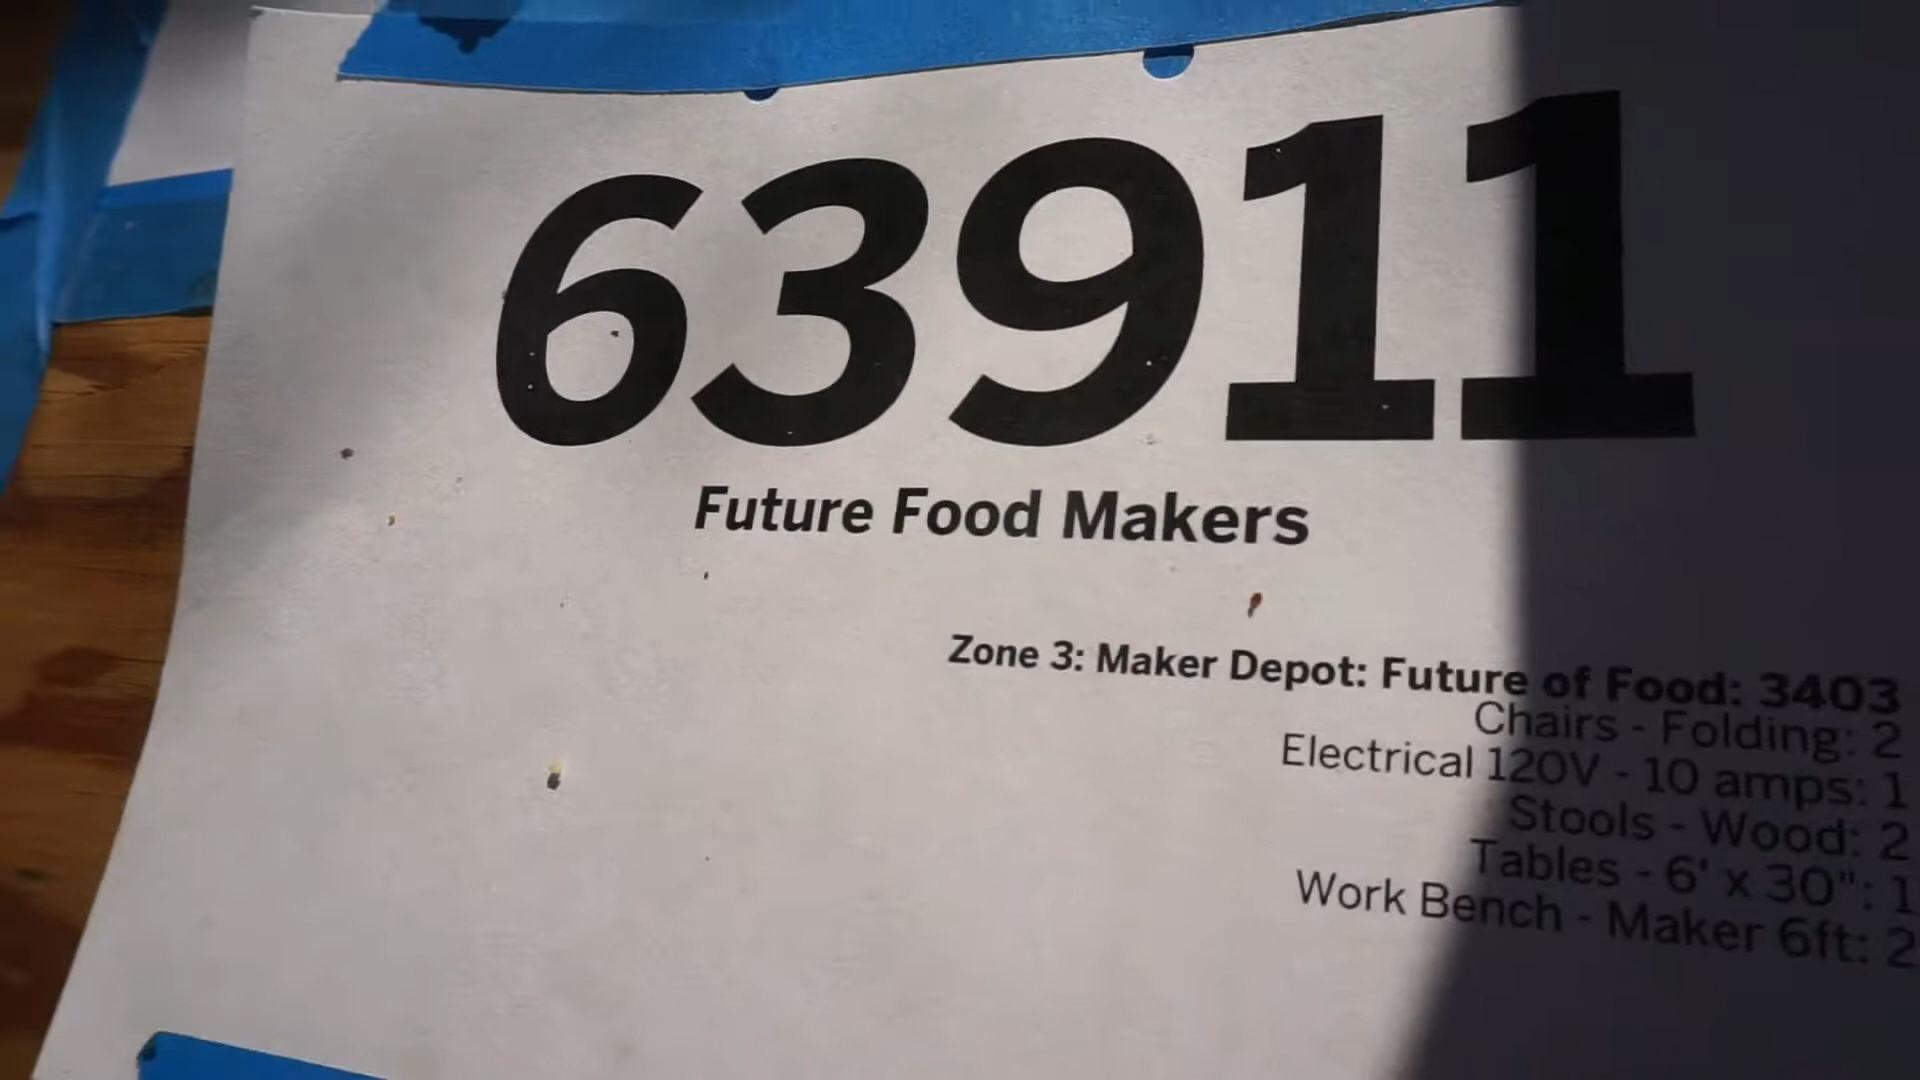 63911
Future Food Makers
Zone 3: Maker Depot: Future of Food: 3403
Chairs - Folding: 2
Electrical 120V - 10 amps: 1
Stools - Wood: 2
Tables - 6' x 30": 1
Work Bench - Maker 6ft: 2